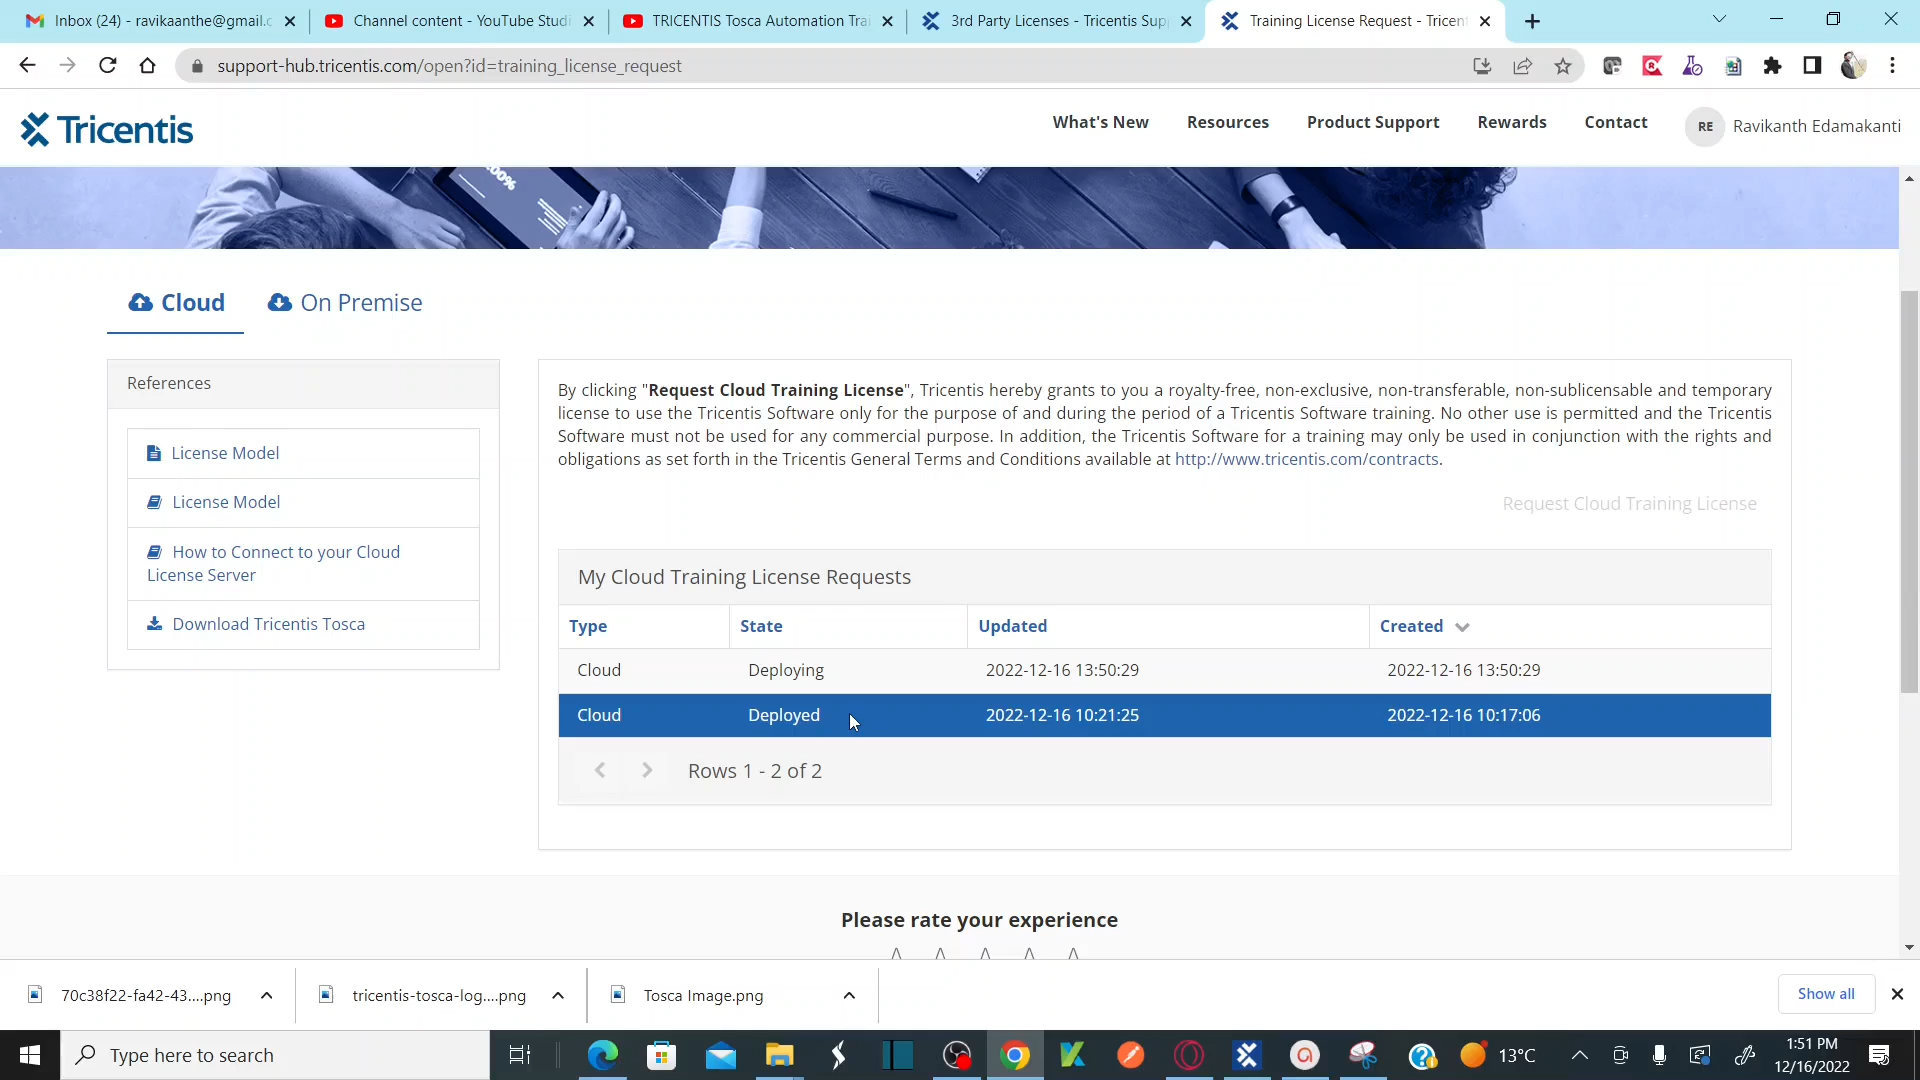 Inbox (24) - ravikaanthe@gmail.c
Channel content - YouTube Studi
TRICENTIS Tosca Automation Trai
3rd Party Licenses - Tricentis Sup
Training License Request - Tricen
support-hub.tricentis.com/open?id=training_license_request
Tricentis
What's New
Resources
Product Support
Rewards
Contact
RE
Ravikanth Edamakanti
00%
Cloud
On Premise
References
License Model
License Model
How to Connect to your Cloud
License Server
Download Tricentis Tosca
By clicking "Request Cloud Training License", Tricentis hereby grants to you a royalty-free, non-exclusive, non-transferable, non-sublicensable and temporary
license to use the Tricentis Software only for the purpose of and during the period of a Tricentis Software training. No other use is permitted and the Tricentis
Software must not be used for any commercial purpose. In addition, the Tricentis Software for a training may only be used in conjunction with the rights and
obligations as set forth in the Tricentis General Terms and Conditions available at http://www.tricentis.com/contracts.
Request Cloud Training License
My Cloud Training License Requests
Type State Updated Created
Cloud Deploying 2022-12-16 13:50:29 2022-12-16 13:50:29
Cloud Deployed 2022-12-16 10:21:25 2022-12-16 10:17:06
Rows 1 - 2 of 2
Please rate your experience
70c38f22-fa42-43....png
tricentis-tosca-log....png
Tosca Image.png
Show all
Type here to search
13°C
1:51 PM
12/16/2022